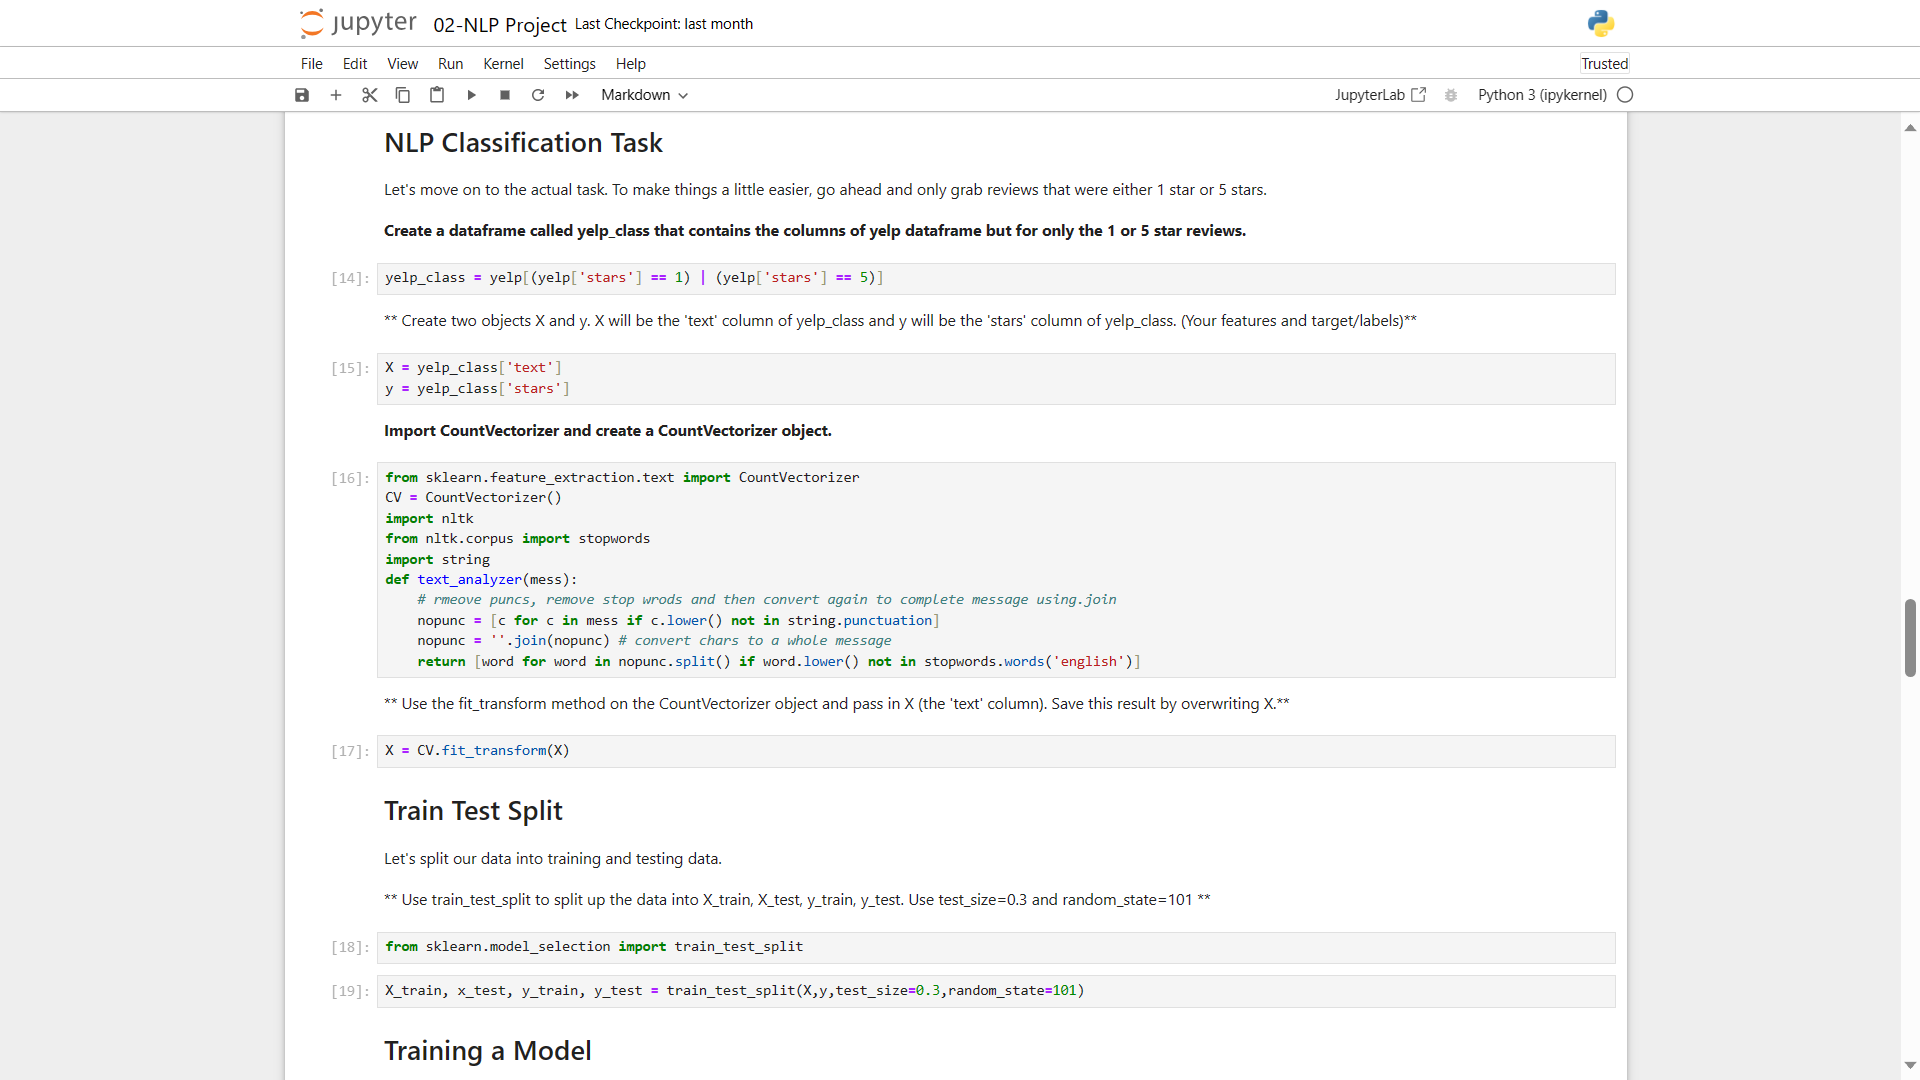 jupyter 02-NLP Project Last Checkpoint: last month
File Edit View Run Kernel Settings Help Trusted
Markdown JupyterLab Python 3 (ipykernel)
NLP Classification Task
Let's move on to the actual task. To make things a little easier, go ahead and only grab reviews that were either 1 star or 5 stars.
Create a dataframe called yelp_class that contains the columns of yelp dataframe but for only the 1 or 5 star reviews.
[14]: yelp_class = yelp[(yelp['stars'] == 1) | (yelp['stars'] == 5)]
** Create two objects X and y. X will be the 'text' column of yelp_class and y will be the 'stars' column of yelp_class. (Your features and target/labels)**
[15]: X = yelp_class['text']
y = yelp_class['stars']
Import CountVectorizer and create a CountVectorizer object.
[16]: from sklearn.feature_extraction.text import CountVectorizer
CV = CountVectorizer()
import nltk
from nltk.corpus import stopwords
import string
def text_analyzer(mess):
    # rmeove puncs, remove stop wrods and then convert again to complete message using.join
    nopunc = [c for c in mess if c.lower() not in string.punctuation]
    nopunc = ''.join(nopunc) # convert chars to a whole message
    return [word for word in nopunc.split() if word.lower() not in stopwords.words('english')]
** Use the fit_transform method on the CountVectorizer object and pass in X (the 'text' column). Save this result by overwriting X.**
[17]: X = CV.fit_transform(X)
Train Test Split
Let's split our data into training and testing data.
** Use train_test_split to split up the data into X_train, X_test, y_train, y_test. Use test_size=0.3 and random_state=101 **
[18]: from sklearn.model_selection import train_test_split
[19]: X_train, x_test, y_train, y_test = train_test_split(X,y,test_size=0.3,random_state=101)
Training a Model